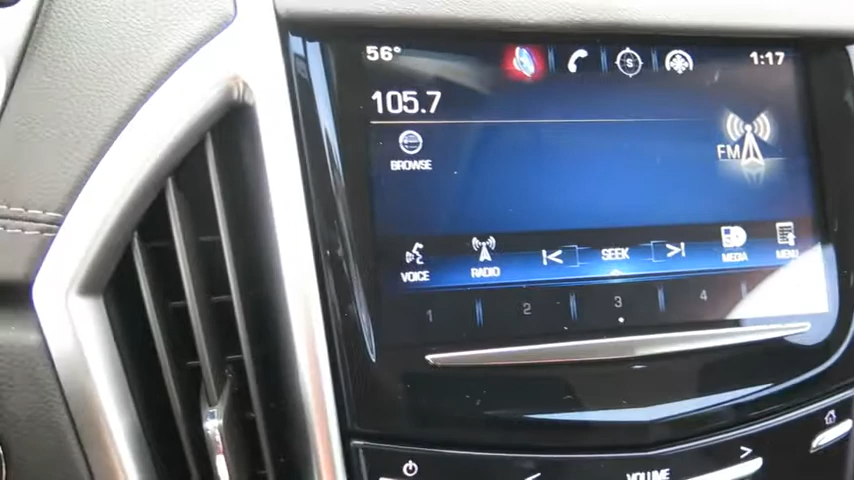 56° 1:17
105.7
FM
BROWSE
VOICE RADIO SEEK MEDIA MENU
1 2 3 4
VOLUME